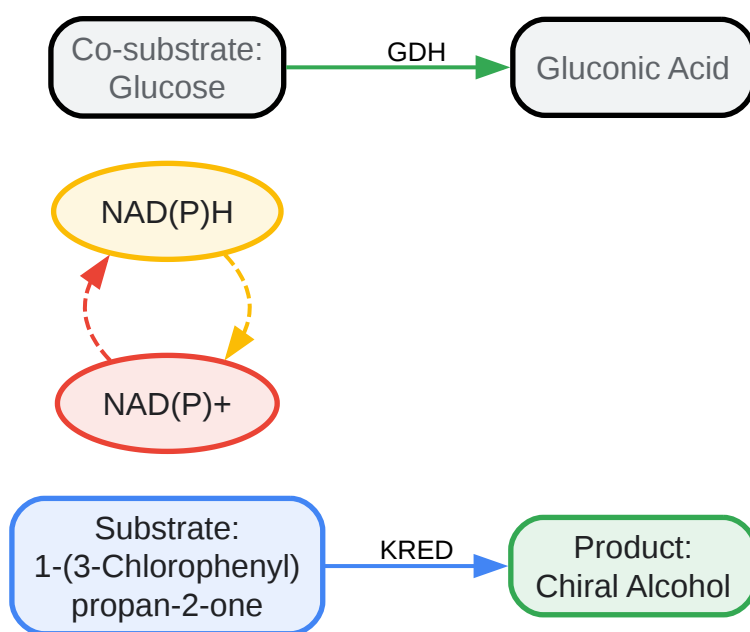 Co-substrate:
Glucose
GDH
Gluconic Acid
NAD(P)H
NAD(P)+
Substrate:
1-(3-Chlorophenyl)
propan-2-one
KRED
Product:
Chiral Alcohol